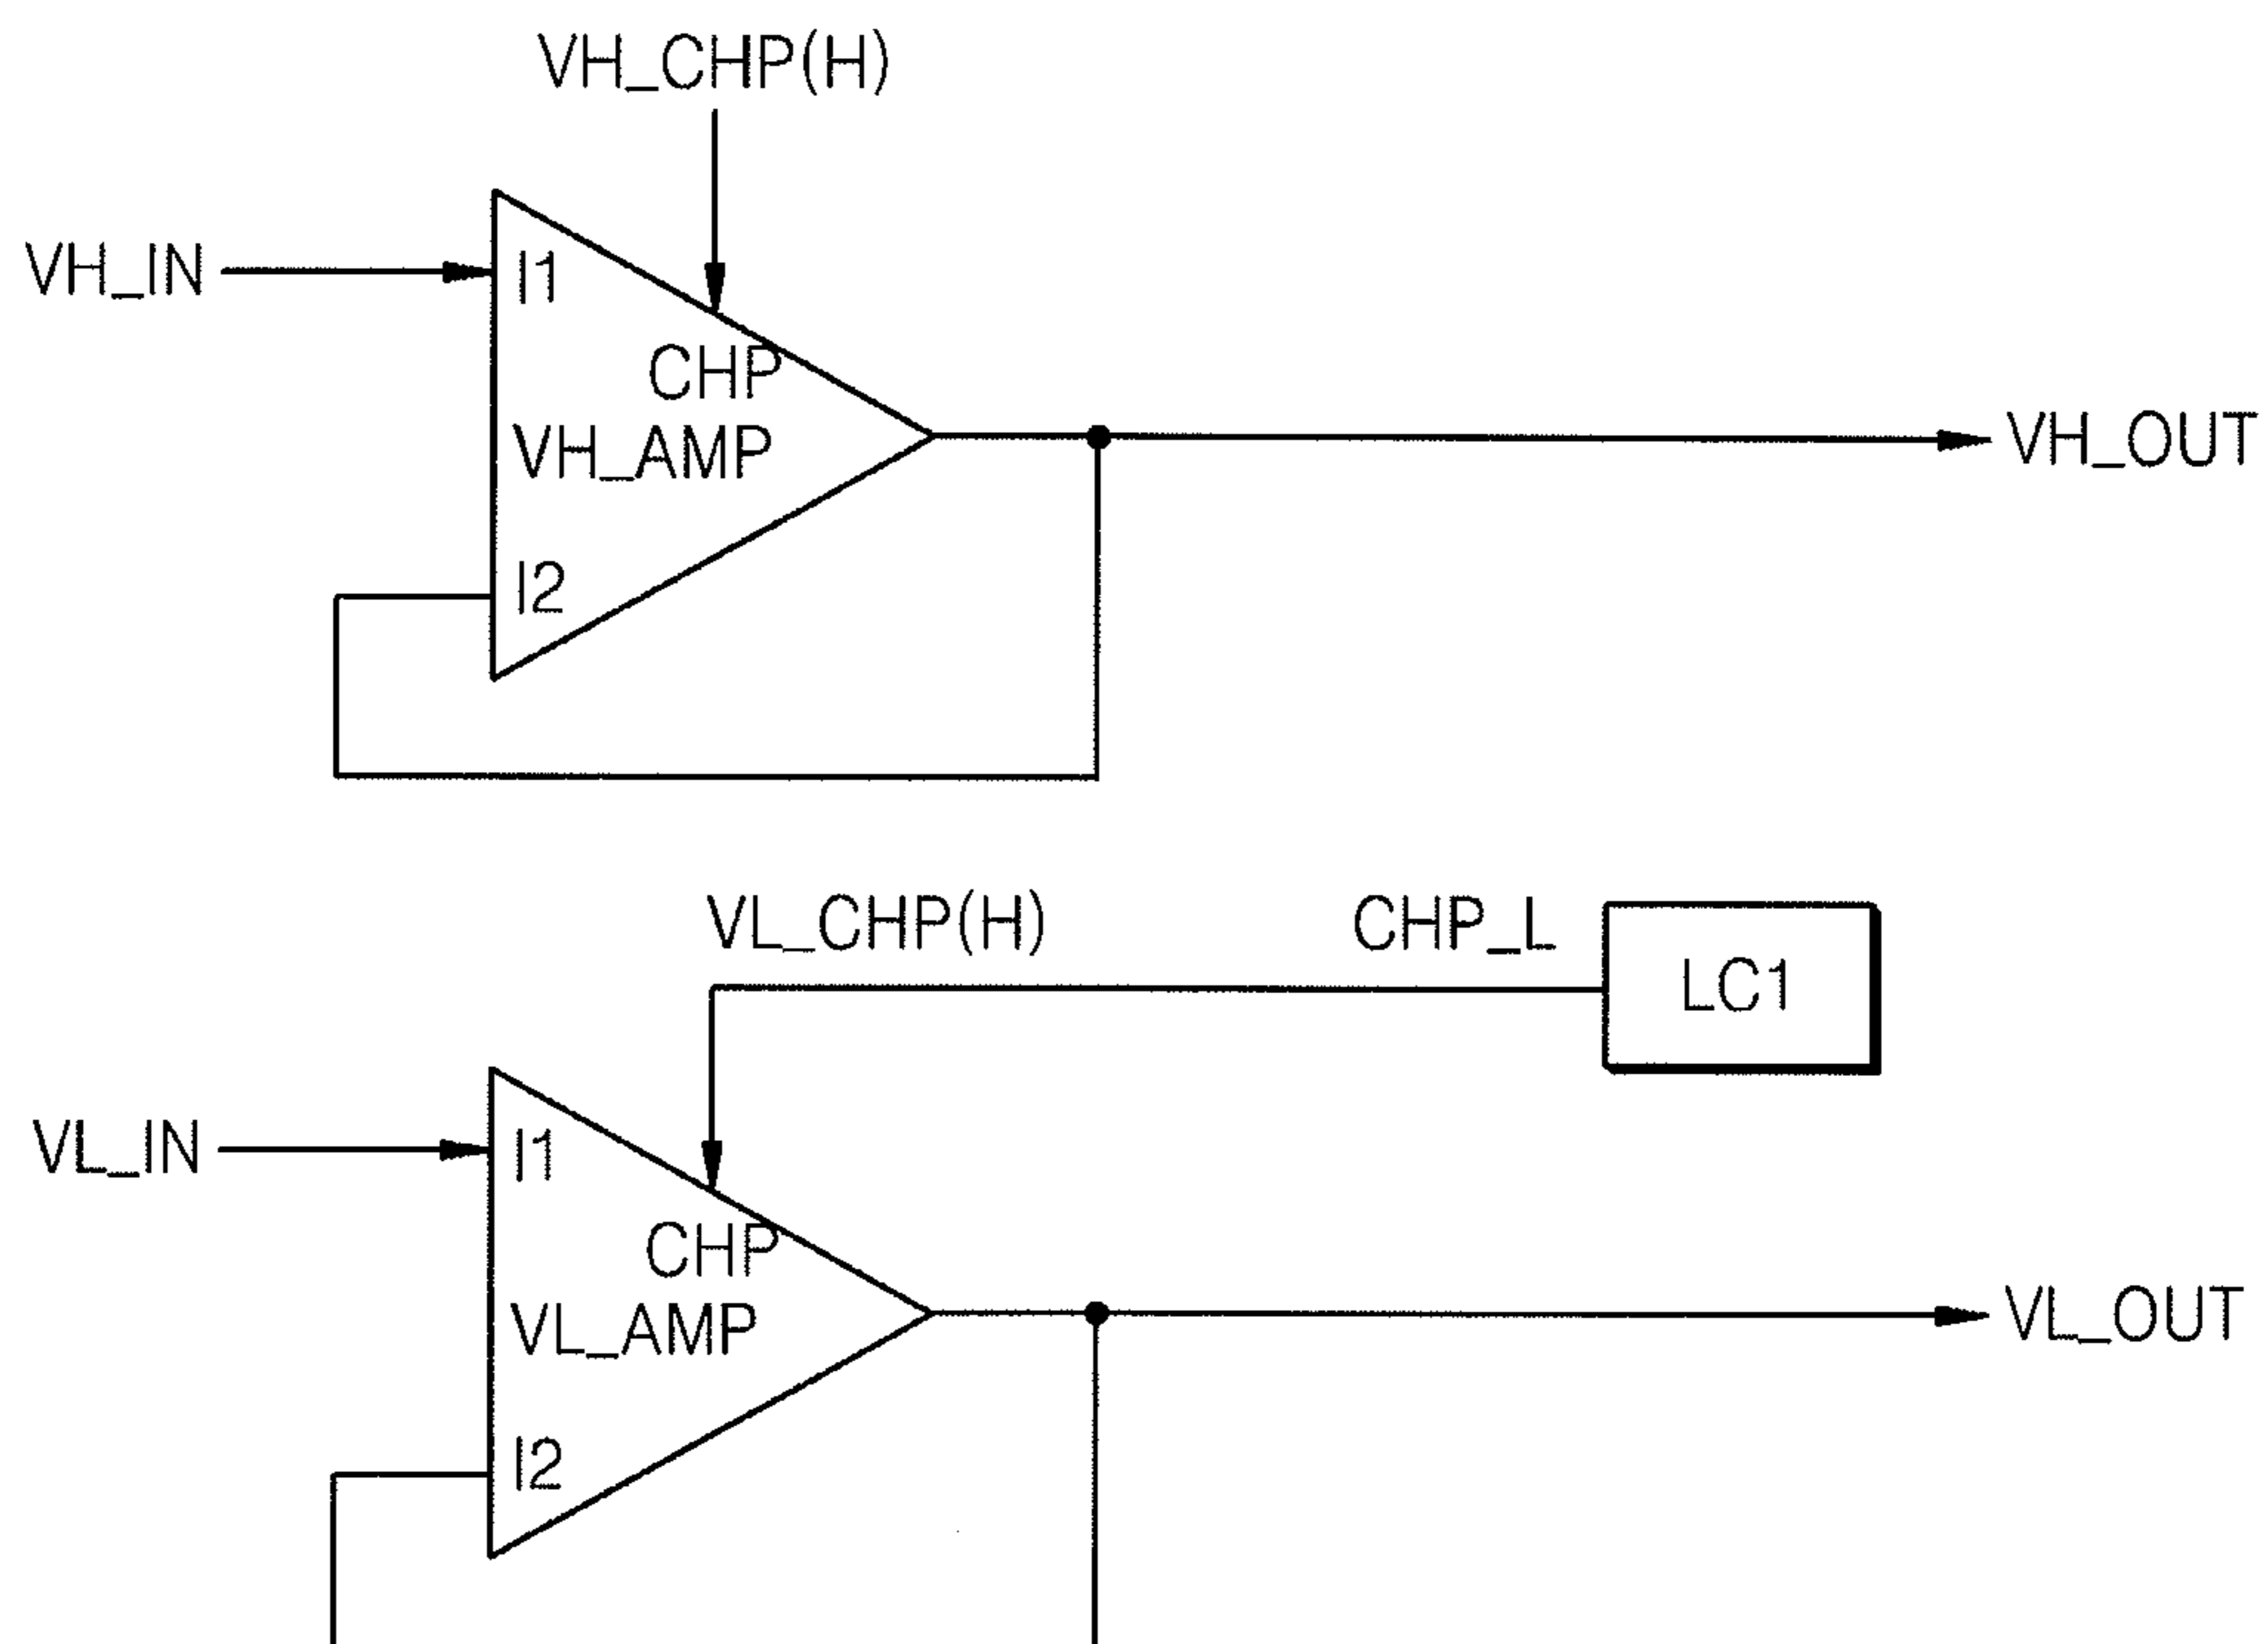 VH_CHP(H)
VH_IN
I1
CHP
VH_AMP
VH_OUT
I2
VL_CHP(H)
CHP_L
LC1
VL_IN
I1
CHP
VL_AMP
VL_OUT
I2